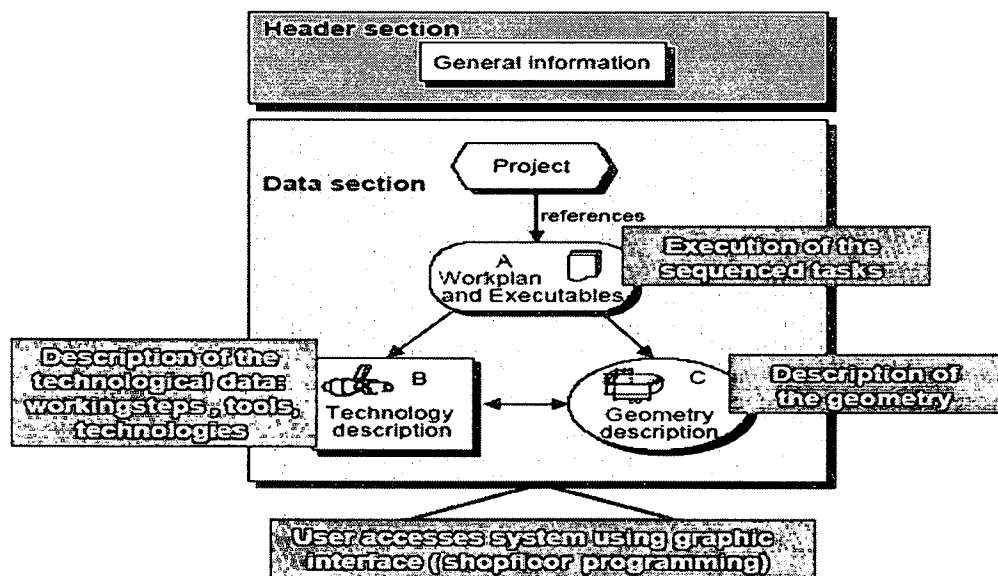 Header section
General information
Project
Data section
references
Execution of the
sequenced tasks
A
Workplan
and Executables
Description of the
technological data:
workingsteps , tools,
technologies
B
Technology
description
C
Geometry
description
Description of
the geometry
User accesses system using graphic
interface ((shopfloor programming)